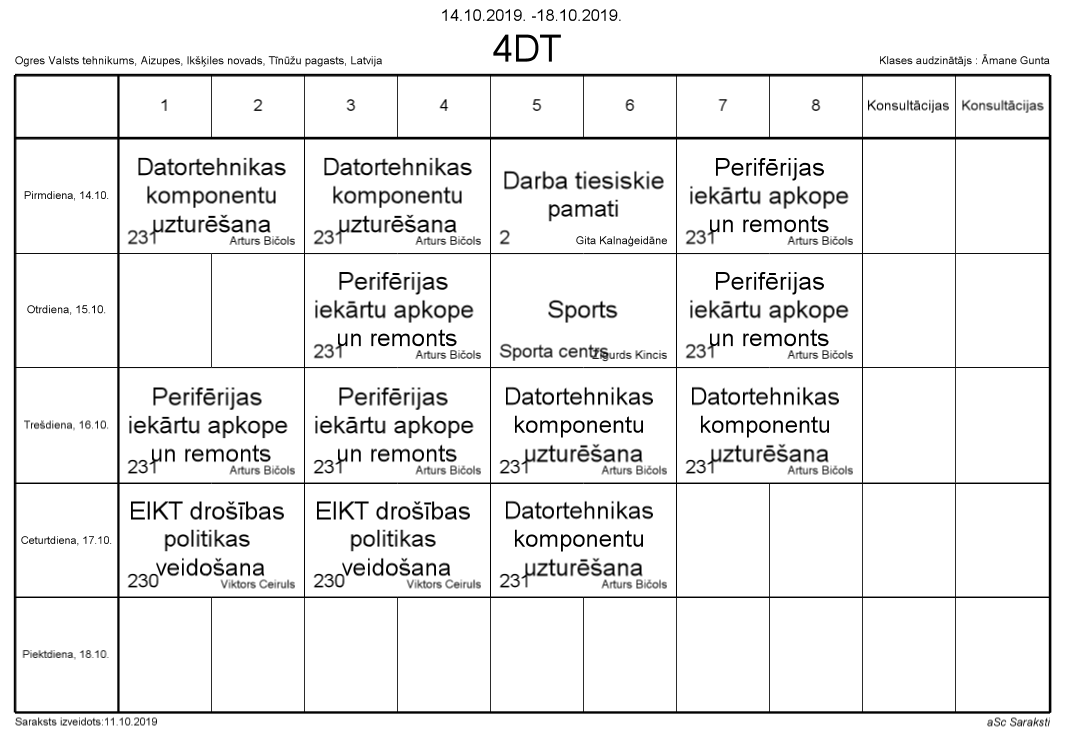 14.10.2019. -18.10.2019.
4DT
Ogres Valsts tehnikums, Aizupes, Ikšķiles novads, Tīnūžu pagasts, Latvija
Klases audzinātājs : Āmane Gunta
1 2 3 4 5 6 7 8 Konsultācijas Konsultācijas
Pirmdiena, 14.10.
Datortehnikas
komponentu
uzturēšana
231 Arturs Bičols
Datortehnikas
komponentu
uzturēšana
231 Arturs Bičols
Darba tiesiskie
pamati
2 Gita Kalnaģeidāne
Perifērijas
iekārtu apkope
un remonts
231 Arturs Bičols
Otrdiena, 15.10.
Perifērijas
iekārtu apkope
un remonts
231 Arturs Bičols
Sports
Sporta centrs Zigurds Kincis
Perifērijas
iekārtu apkope
un remonts
231 Arturs Bičols
Trešdiena, 16.10.
Perifērijas
iekārtu apkope
un remonts
231 Arturs Bičols
Perifērijas
iekārtu apkope
un remonts
231 Arturs Bičols
Datortehnikas
komponentu
uzturēšana
231 Arturs Bičols
Datortehnikas
komponentu
uzturēšana
231 Arturs Bičols
Ceturtdiena, 17.10.
EIKT drošības
politikas
veidošana
230 Viktors Ceiruls
EIKT drošības
politikas
veidošana
230 Viktors Ceiruls
Datortehnikas
komponentu
uzturēšana
231 Arturs Bičols
Piektdiena, 18.10.
Saraksts izveidots:11.10.2019
aSc Saraksti